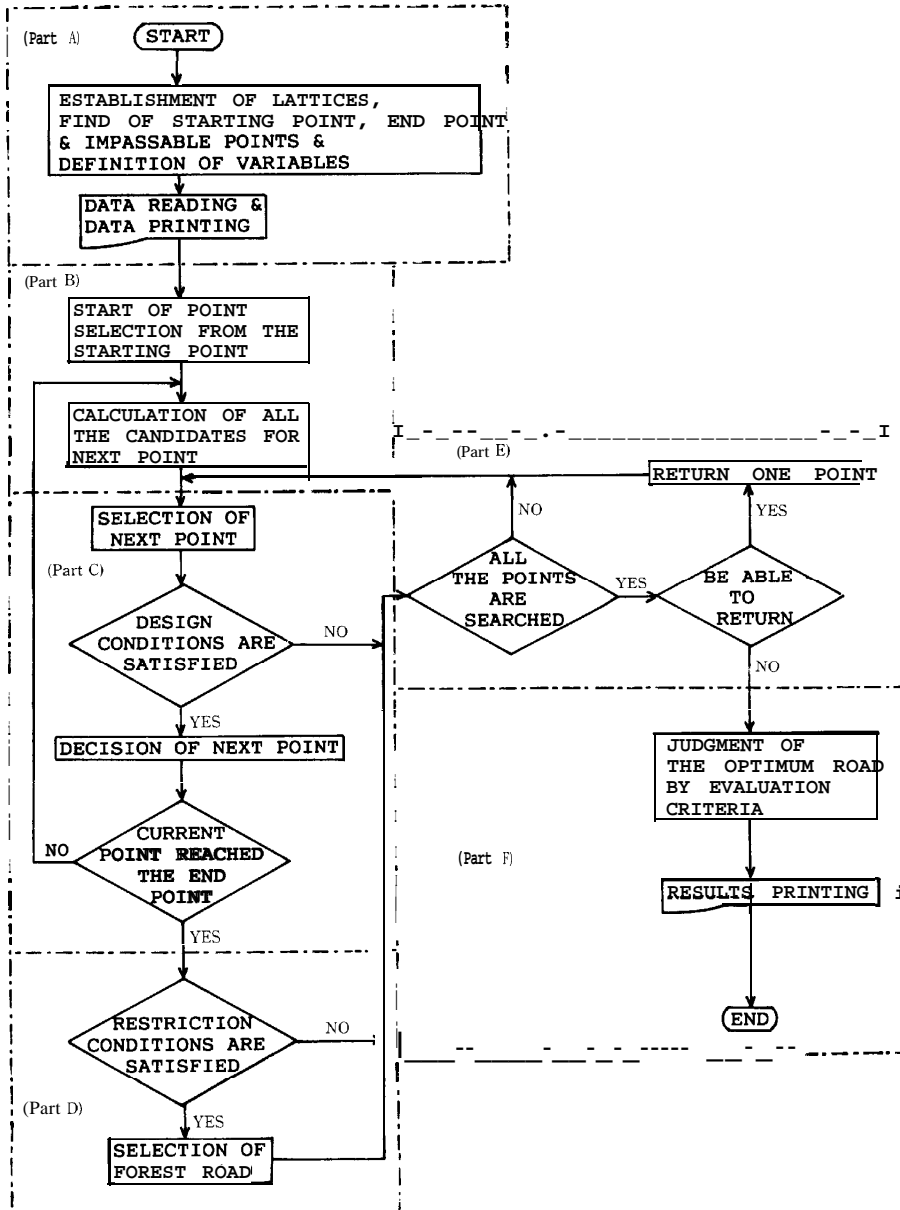 (Part A)
START
ESTABLISHMENT OF LATTICES,
FIND OF STARTING POINT, END POINT
& IMPASSABLE POINTS &
DEFINITION OF VARIABLES
DATA READING &
DATA PRINTING
(Part B)
START OF POINT
SELECTION FROM THE
STARTING POINT
CALCULATION OF ALL
THE CANDIDATES FOR
NEXT POINT
(Part E)
RETURN ONE POINT
NO
YES
ALL
THE POINTS
ARE
SEARCHED
YES
BE ABLE
TO
RETURN
NO
SELECTION OF
NEXT POINT
(Part C)
DESIGN
CONDITIONS ARE
SATISFIED
NO
YES
DECISION OF NEXT POINT
CURRENT
POINT REACHED
THE END
POINT
NO
YES
RESTRICTION
CONDITIONS ARE
SATISFIED
NO
(Part D)
YES
SELECTION OF
FOREST ROAD
JUDGMENT OF
THE OPTIMUM ROAD
BY EVALUATION
CRITERIA
(Part F)
RESULTS PRINTING
END